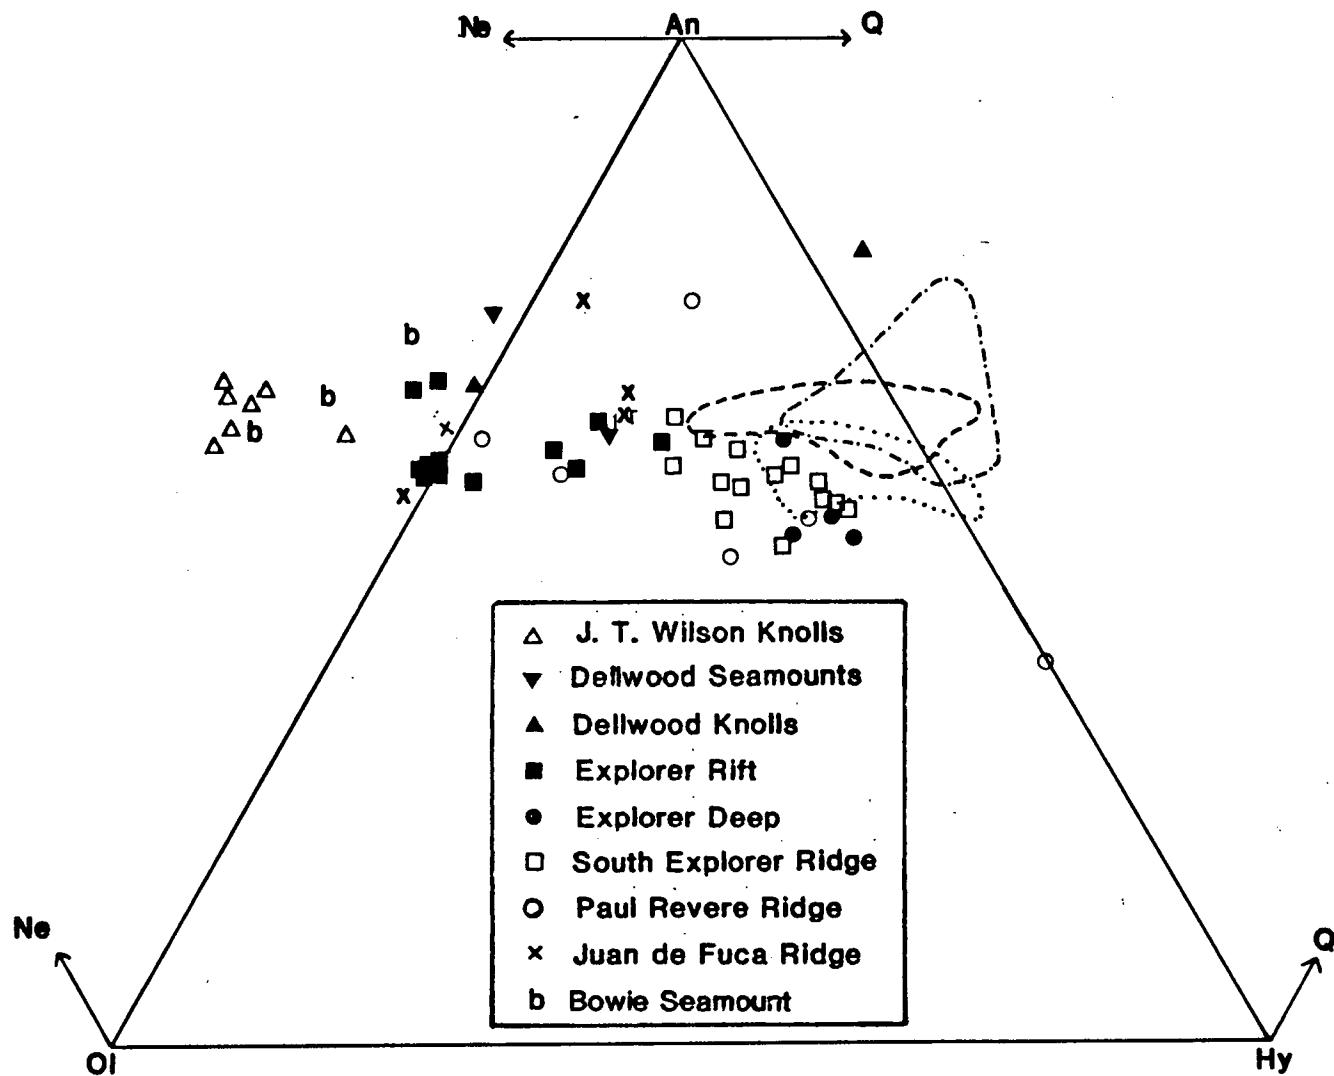 Ne An Q
b
b
b
J. T. Wilson Knolls
Dellwood Seamounts
Dellwood Knolls
Explorer Rift
Explorer Deep
South Explorer Ridge
Paul Revere Ridge
x Juan de Fuca Ridge
b Bowie Seamount
Ne Q
Ol Hy